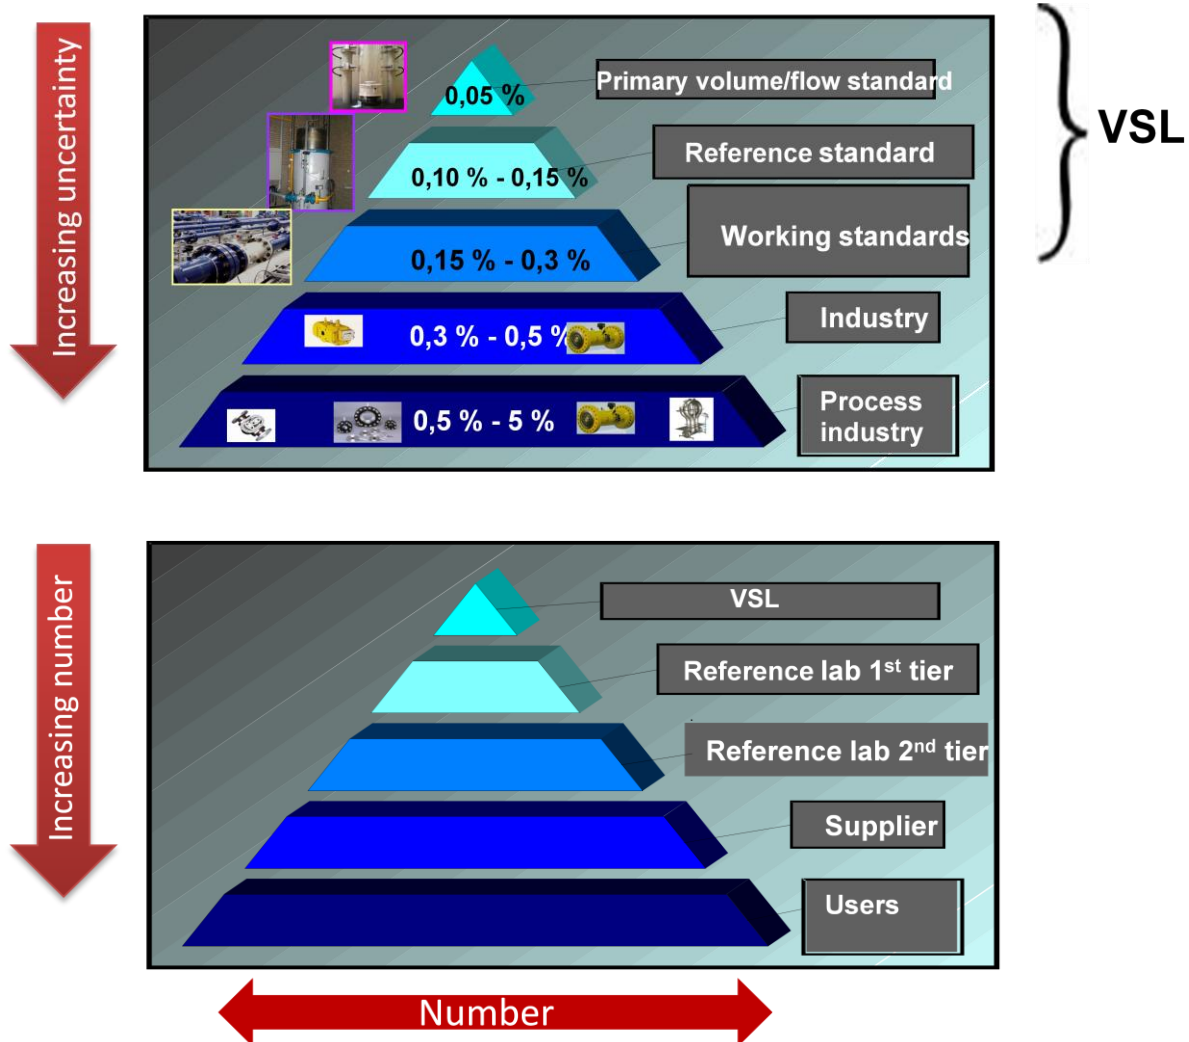 Increasing uncertainty
0,05 %
Primary volume/flow standard
VSL
0,10 % - 0,15 %
Reference standard
0,15 % - 0,3 %
Working standards
0,3 % - 0,5 %
Industry
0,5 % - 5 %
Process
industry
Increasing number
VSL
Reference lab 1st tier
Reference lab 2nd tier
Supplier
Users
Number